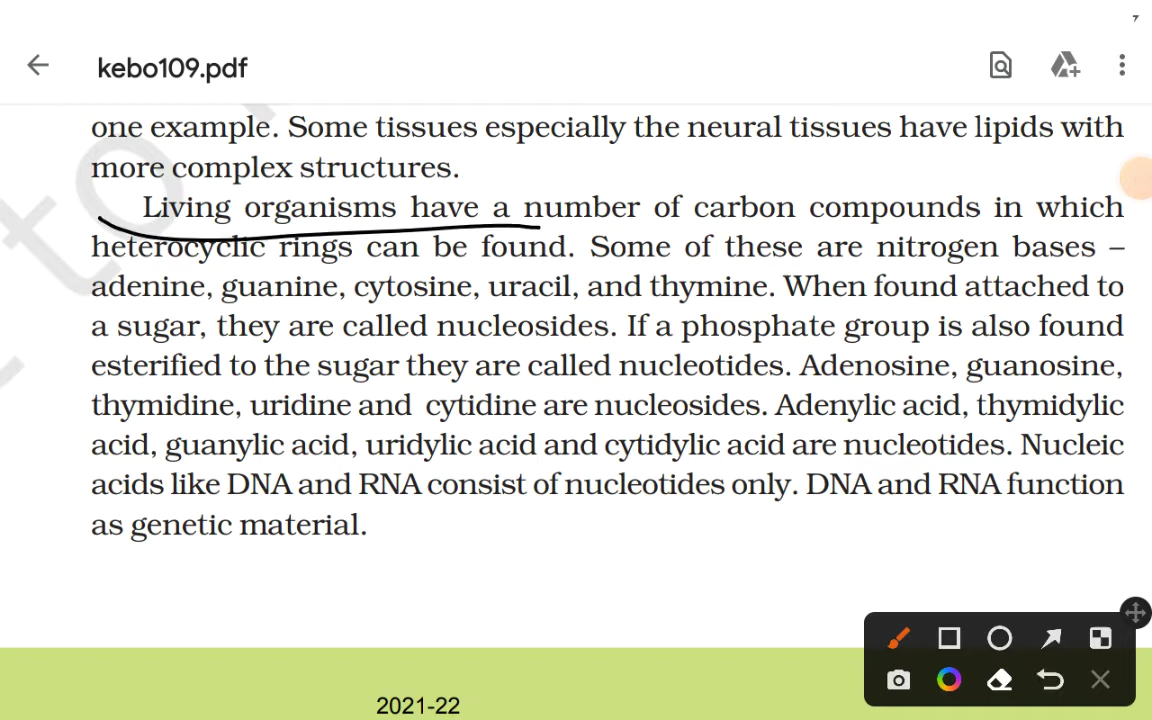 kebo109.pdf
one example. Some tissues especially the neural tissues have lipids with
more complex structures.
Living organisms have a number of carbon compounds in which
heterocyclic rings can be found. Some of these are nitrogen bases –
adenine, guanine, cytosine, uracil, and thymine. When found attached to
a sugar, they are called nucleosides. If a phosphate group is also found
esterified to the sugar they are called nucleotides. Adenosine, guanosine,
thymidine, uridine and cytidine are nucleosides. Adenylic acid, thymidylic
acid, guanylic acid, uridylic acid and cytidylic acid are nucleotides. Nucleic
acids like DNA and RNA consist of nucleotides only. DNA and RNA function
as genetic material.
2021-22